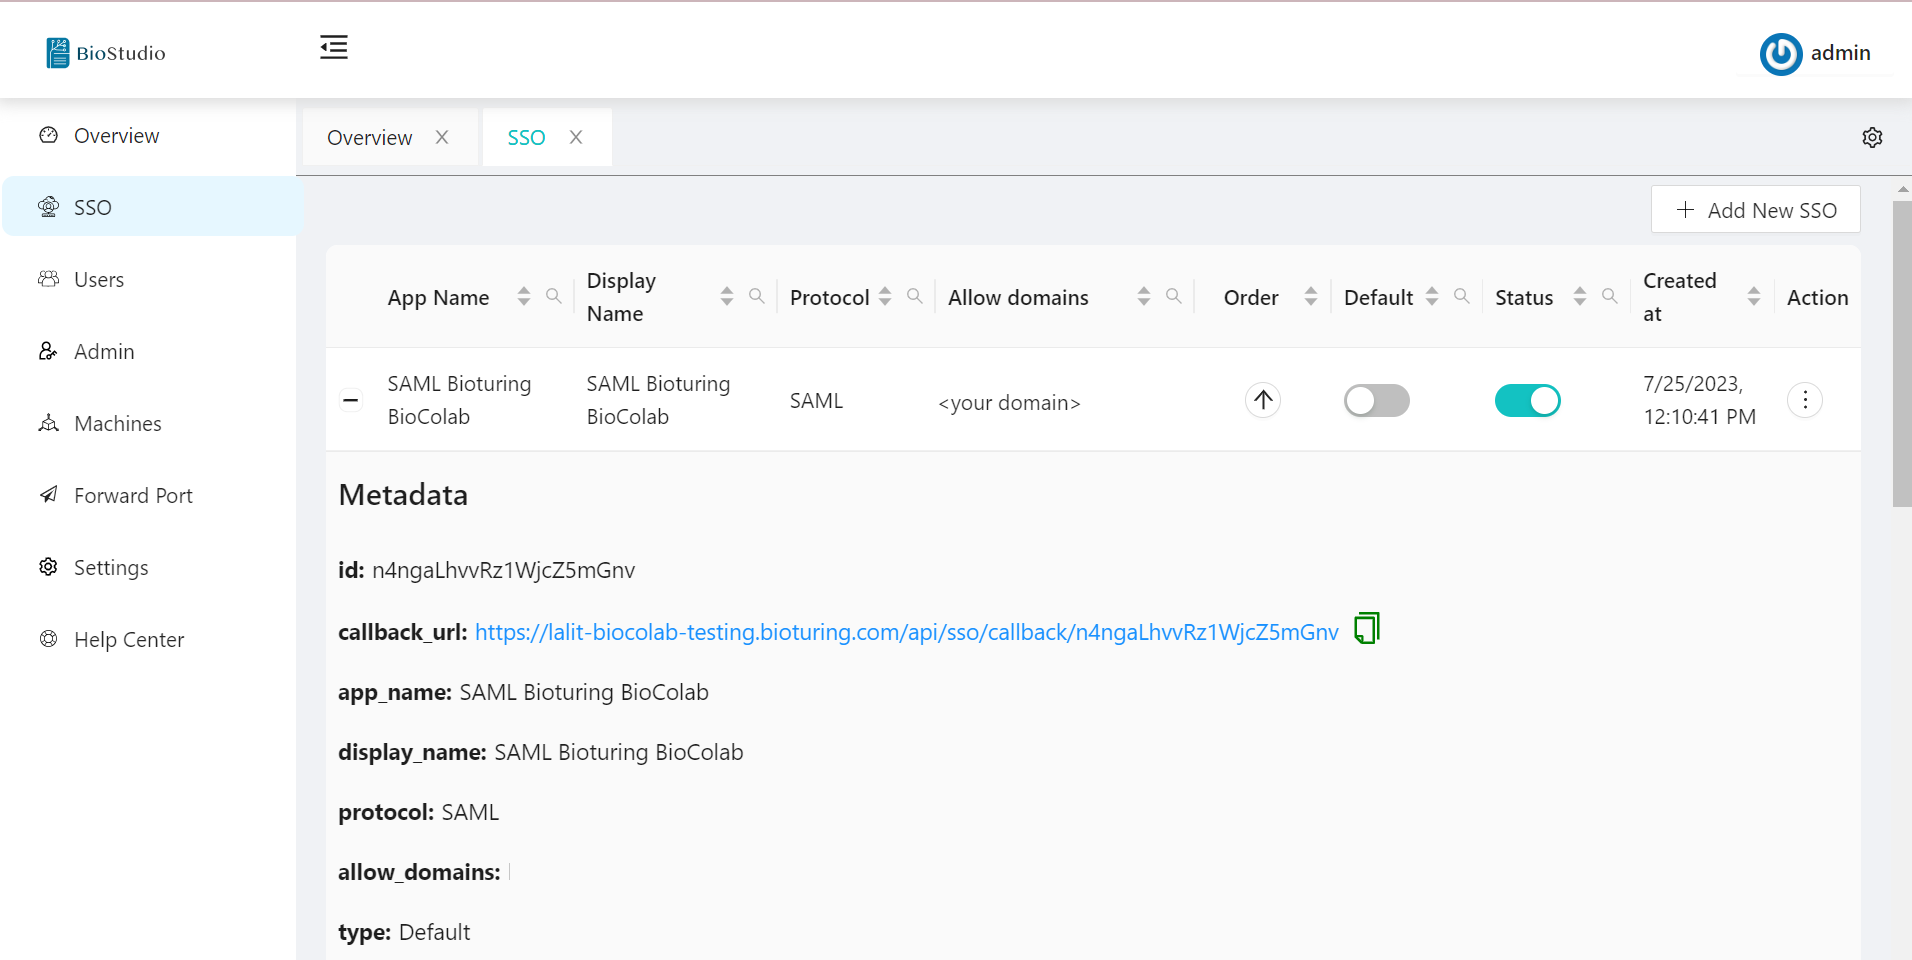 BioStudio
admin
Overview
SSO
Users
Admin
Machines
Forward Port
Settings
Help Center
Overview
SSO
Add New SSO
App Name
Display Name
Protocol
Allow domains
Order
Default
Status
Created at
Action
SAML Bioturing BioColab
SAML Bioturing BioColab
SAML
<your domain>
7/25/2023, 12:10:41 PM
Metadata
id: n4ngaLhvvRz1WjcZ5mGnv
callback_url: https://lalit-biocolab-testing.bioturing.com/api/sso/callback/n4ngaLhvvRz1WjcZ5mGnv
app_name: SAML Bioturing BioColab
display_name: SAML Bioturing BioColab
protocol: SAML
allow_domains:
type: Default